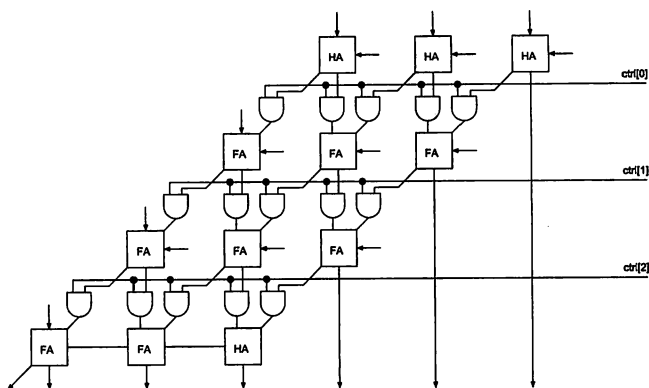 HA HA HA
ctrl[0]
FA FA FA
ctrl[1]
FA FA FA
ctrl[2]
FA FA HA